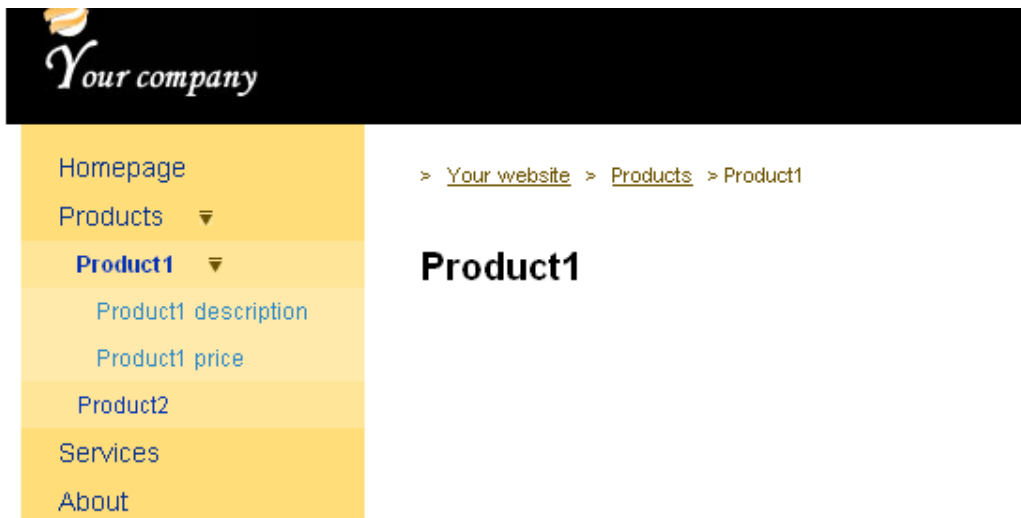 Your company
Homepage
Products
Product1
Product1 description
Product1 price
Product2
Services
About
> Your website > Products > Product1
Product1